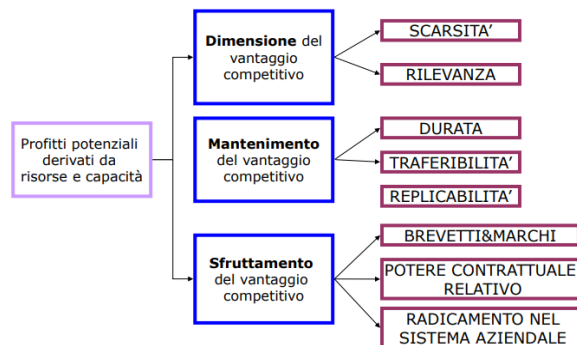 Profitti potenziali
derivati da
risorse e capacità
Dimensione del
vantaggio
competitivo
SCARSITA’
RILEVANZA
Mantenimento
del vantaggio
competitivo
DURATA
TRAFERIBILITA’
REPLICABILITA’
Sfruttamento
del vantaggio
competitivo
BREVETTI&MARCHI
POTERE CONTRATTUALE
RELATIVO
RADICAMENTO NEL
SISTEMA AZIENDALE